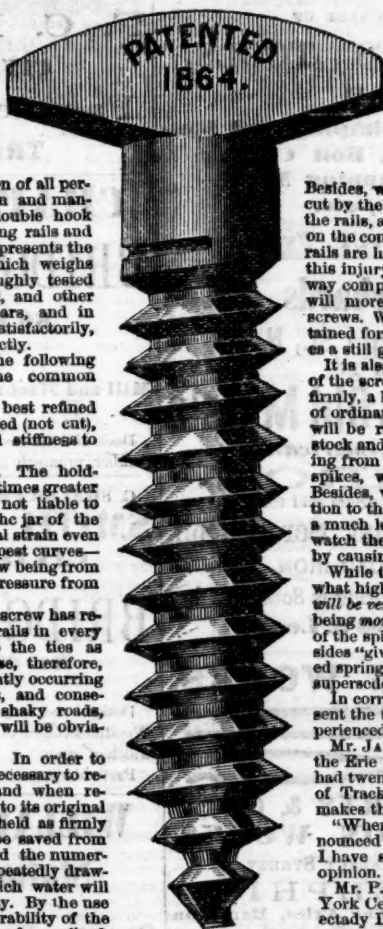 PATENTED
1864.
n of all per-
n and man-
ouble hook
ng rails and
presents the
hich weighs
ughly tested
, and other
ars, and in
atisfactorily,
ctly.
he following
he common
best refined
ed (not cut),
l stiffness to
The hold-
times greater
not liable to
he jar of the
al strain even
pest curves—
w being from
ressure from
screw has re-
rails in every
the ties as
se, therefore,
ntly occurring
, and conse-
shaky roads,
will be obvia-
In order to
ecessary to re-
and when re-
to its original
held as firmly
be saved from
d the numer-
peatedly draw-
ich water will
y. By the use
rability of the
Besides, w
cut by the
the rails, a
on the con
rails are h
this injury
way comp
will more
screws. W
tained for
es a still g
It is also
of the scr
firmly, a l
of ordinar
will be r
stock and
ing from
spikes, w
Besides, v
tion to th
a much le
watch the
by causin
While t
what high
will be ve
being mor
of the spi
sides "giv
ed spring
supersede
In corr
sent the t
perienced
Mr. JA
the Erie
had twen
of Track
makes th
"When
nounced
I have s
opinion.
Mr. P.
York Ce
ectady D